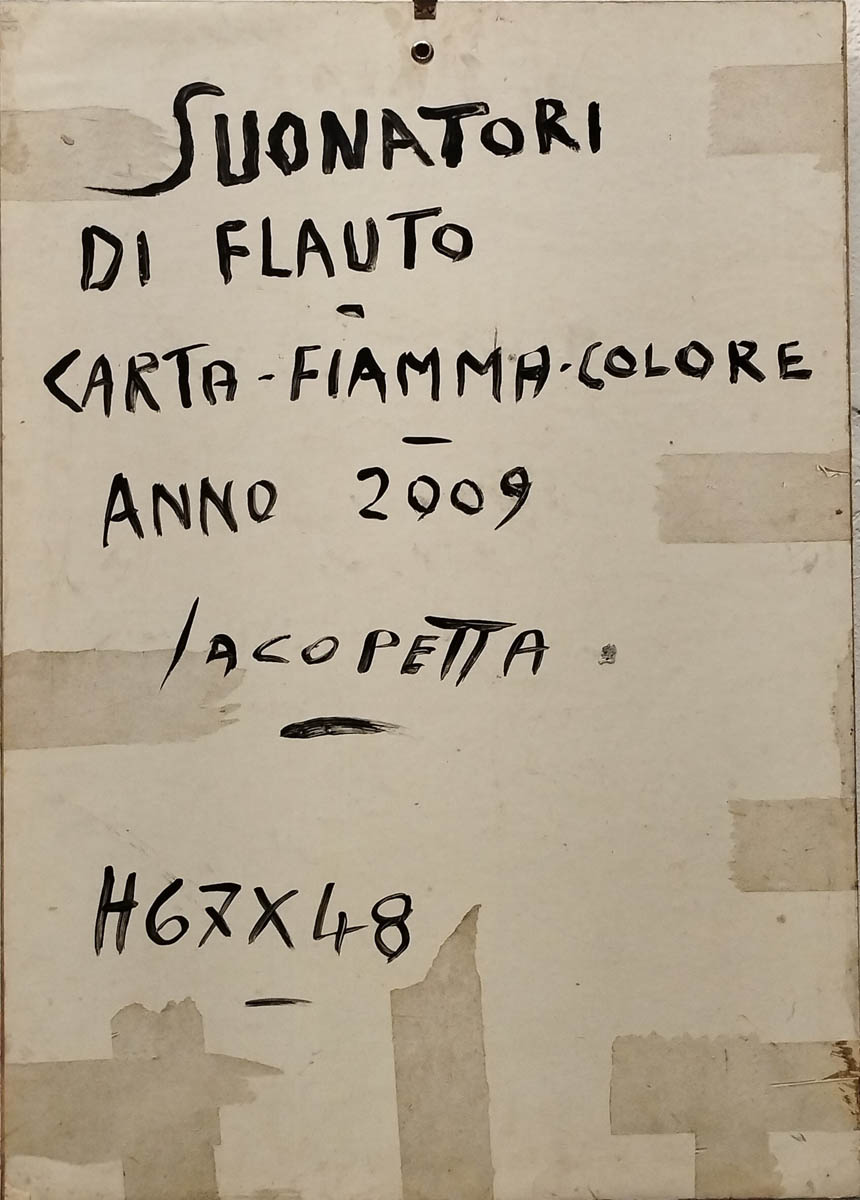 SUONATORI
DI FLAUTO
-
CARTA-FIAMMA-COLORE
-
ANNO 2009
IACOPETTA
H67X48